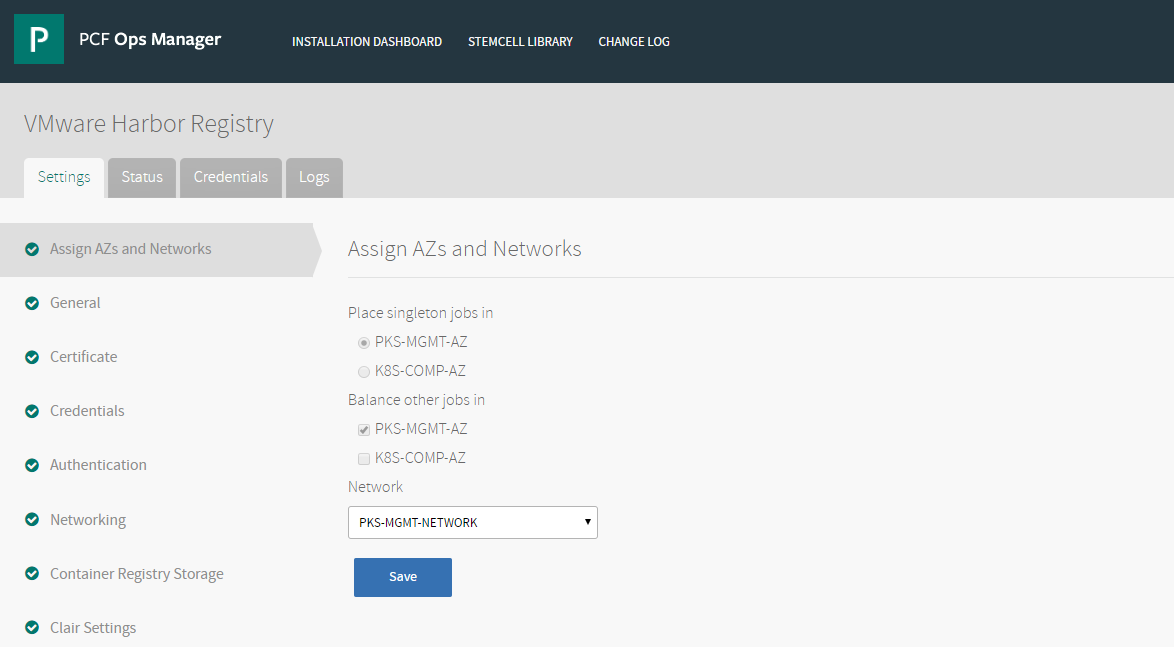 P PCF Ops Manager INSTALLATION DASHBOARD STEMCELL LIBRARY CHANGE LOG
VMware Harbor Registry
Settings Status Credentials Logs
Assign AZs and Networks
General
Certificate
Credentials
Authentication
Networking
Container Registry Storage
Clair Settings
Assign AZs and Networks
Place singleton jobs in
PKS-MGMT-AZ
K8S-COMP-AZ
Balance other jobs in
PKS-MGMT-AZ
K8S-COMP-AZ
Network
PKS-MGMT-NETWORK
Save